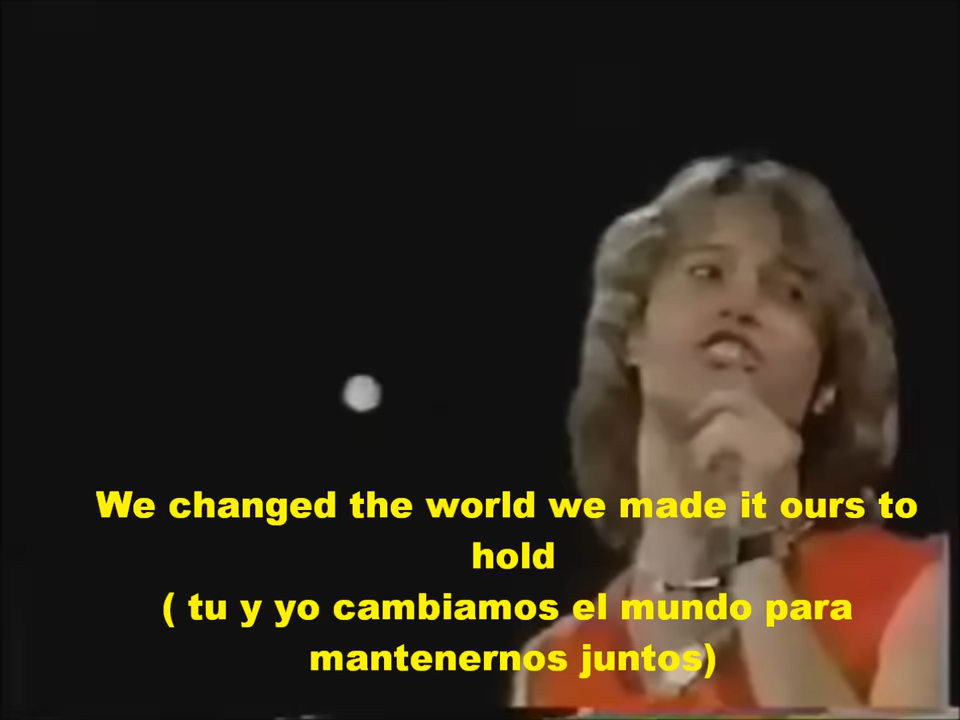 We changed the world we made it ours to
hold
( tu y yo cambiamos el mundo para
mantenernos juntos)